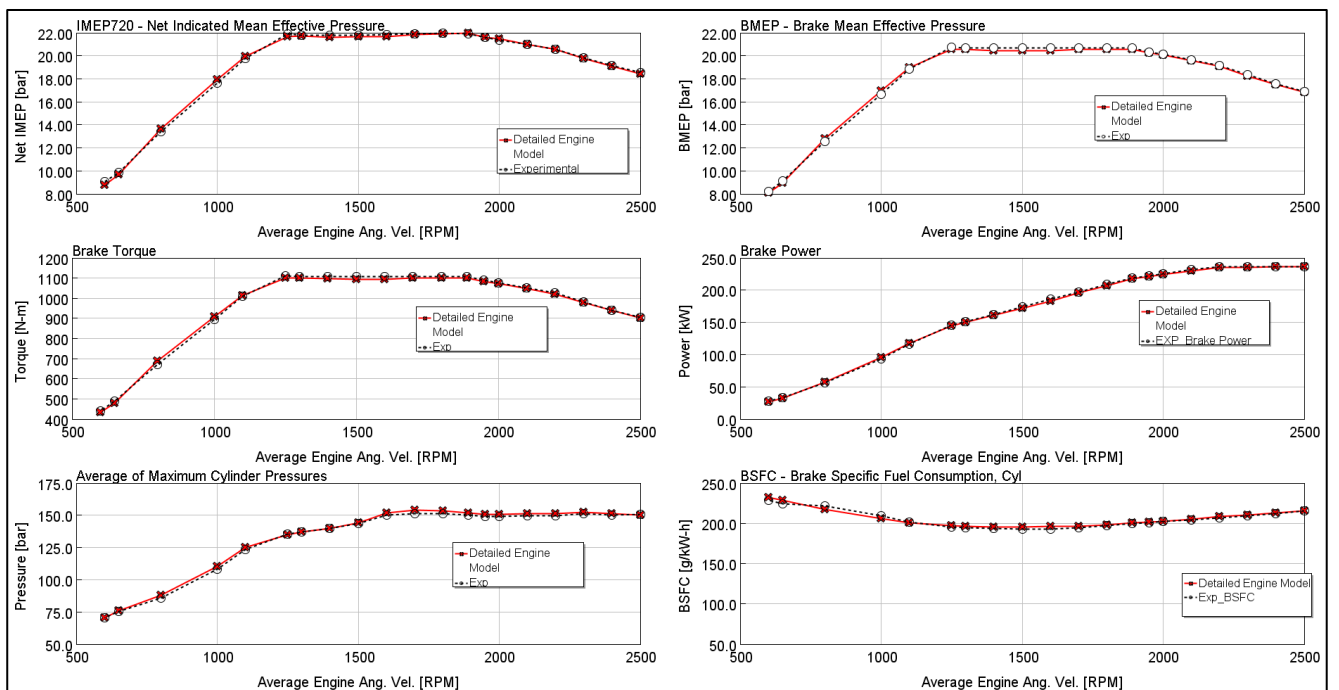 IMEP720 - Net Indicated Mean Effective Pressure
22.00
20.00
18.00
16.00
14.00
12.00
10.00
8.00
Net IMEP [bar]
Detailed Engine
Model
Experimental
500 1000 1500 2000 2500
Average Engine Ang. Vel. [RPM]
BMEP - Brake Mean Effective Pressure
22.00
20.00
18.00
16.00
14.00
12.00
10.00
8.00
BMEP [bar]
Detailed Engine
Model
Exp
500 1000 1500 2000 2500
Average Engine Ang. Vel. [RPM]
Brake Torque
1200
1100
1000
900
800
700
600
500
400
Torque [N-m]
Detailed Engine
Model
Exp
500 1000 1500 2000 2500
Average Engine Ang. Vel. [RPM]
Brake Power
250.0
200.0
150.0
100.0
50.0
0.0
Power [kW]
Detailed Engine
Model
EXP_Brake Power
500 1000 1500 2000 2500
Average Engine Ang. Vel. [RPM]
Average of Maximum Cylinder Pressures
175.0
150.0
125.0
100.0
75.0
50.0
Pressure [bar]
Detailed Engine
Model
Exp
500 1000 1500 2000 2500
Average Engine Ang. Vel. [RPM]
BSFC - Brake Specific Fuel Consumption, Cyl
250.0
200.0
150.0
100.0
50.0
BSFC [g/kW-h]
Detailed Engine Model
Exp_BSFC
500 1000 1500 2000 2500
Average Engine Ang. Vel. [RPM]